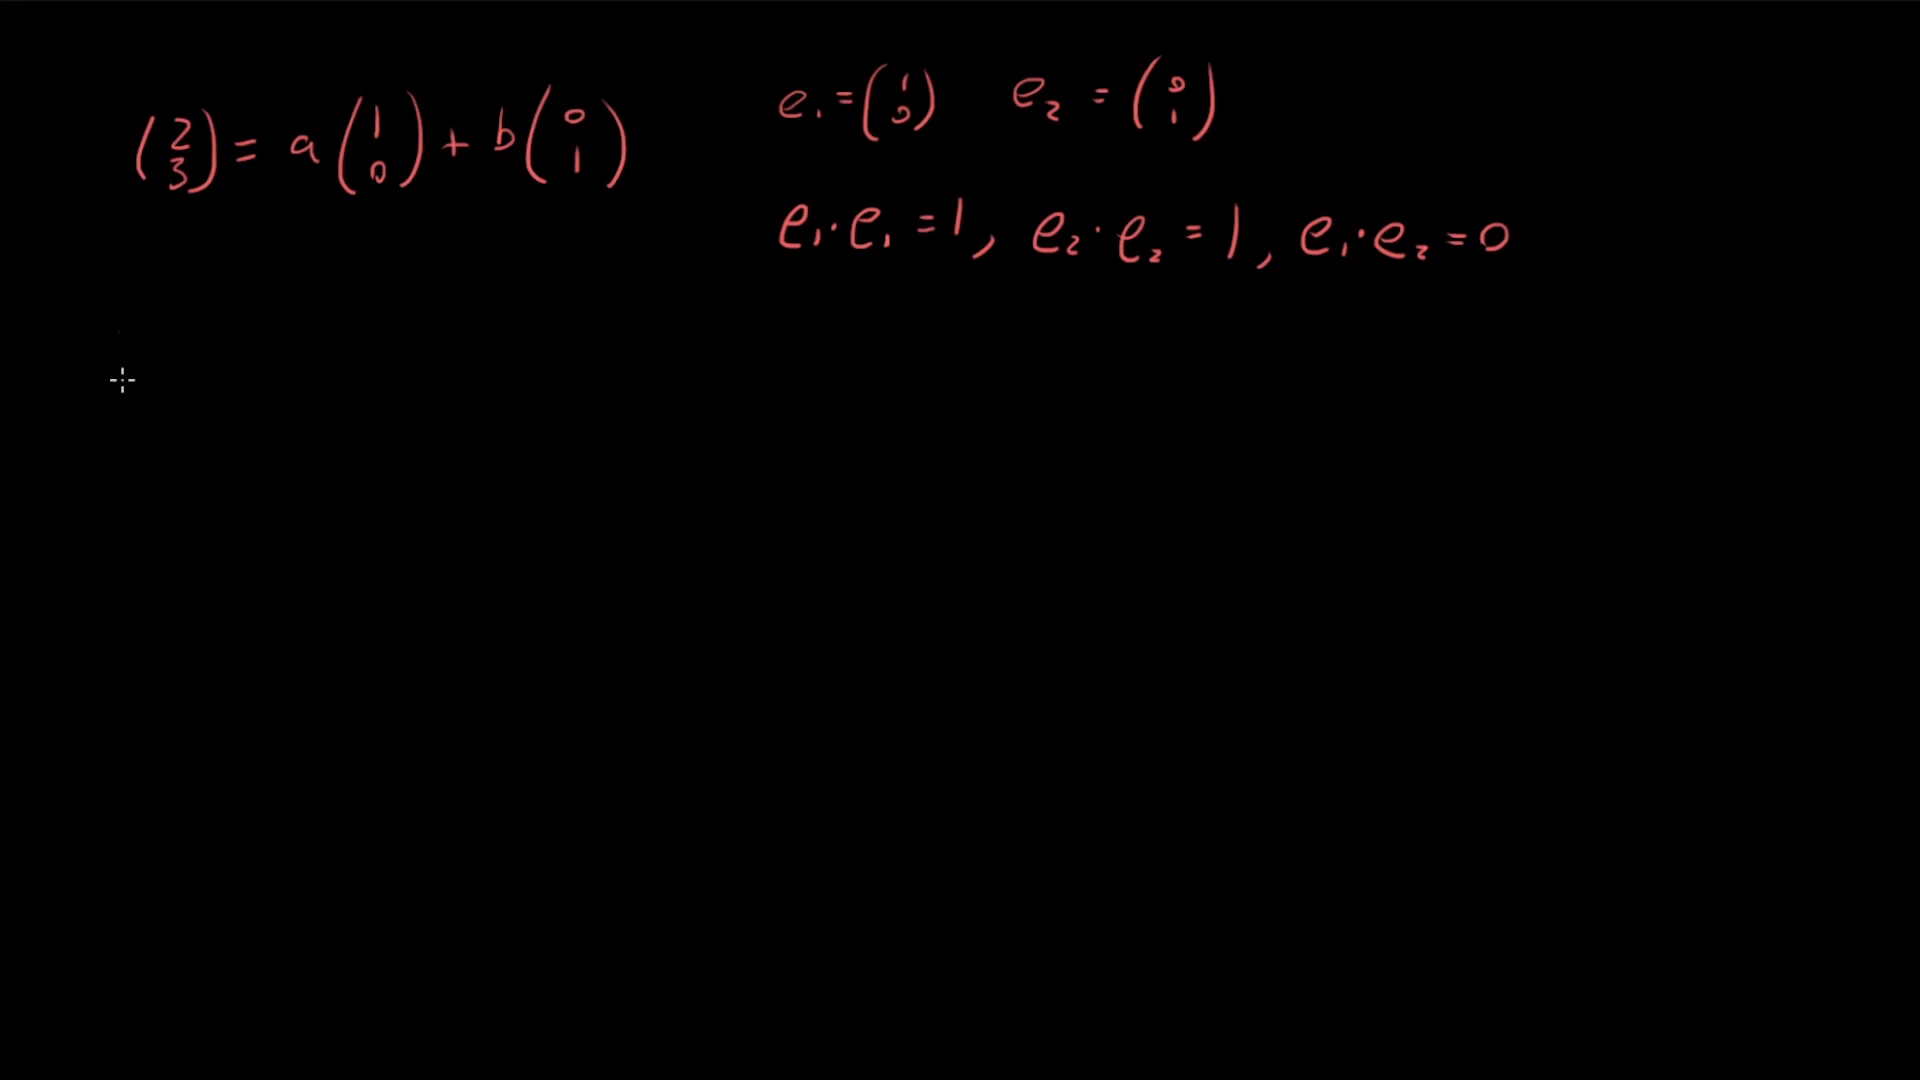 (2 3) = a(1 0) + b(0 1)
e₁ = (1 0) e₂ = (0 1)
e₁·e₁ = 1, e₂·e₂ = 1, e₁·e₂ = 0